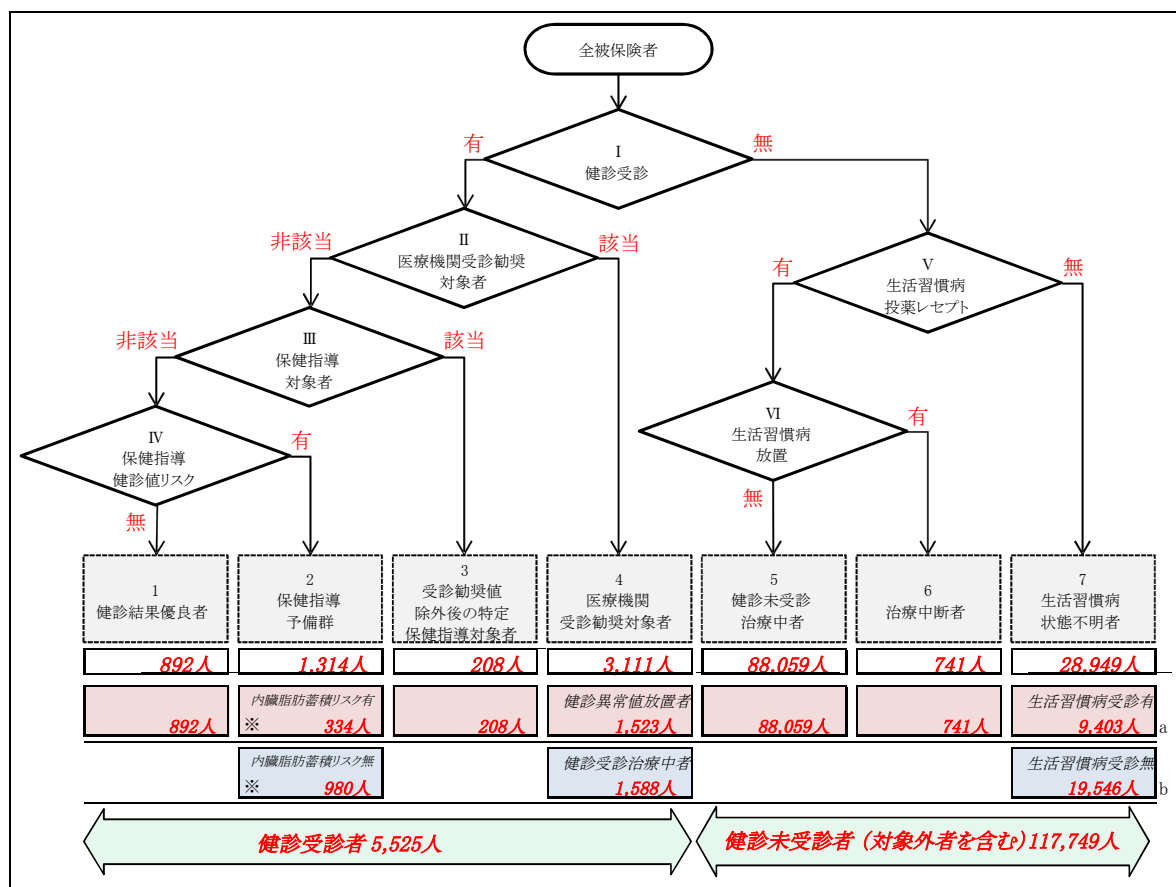 全被保険者
Ⅰ
健診受診
有
無
Ⅱ
医療機関受診勧奨
対象者
非該当
該当
Ⅴ
生活習慣病
投薬レセプト
有
無
Ⅲ
保健指導
対象者
非該当
該当
Ⅵ
生活習慣病
放置
有
無
Ⅳ
保健指導
健診値リスク
有
無
1
健診結果優良者
2
保健指導
予備群
3
受診勧奨値
除外後の特定
保健指導対象者
4
医療機関
受診勧奨対象者
5
健診未受診
治療中者
6
治療中断者
7
生活習慣病
状態不明者
892人 1,314人 208人 3,111人 88,059人 741人 28,949人
内臓脂肪蓄積リスク有 健診異常値放置者 生活習慣病受診有
892人 ※ 334人 208人 1,523人 88,059人 741人 9,403人 a
内臓脂肪蓄積リスク無 健診受診治療中者 生活習慣病受診無
※ 980人 1,588人 19,546人 b
健診受診者 5,525人
健診未受診者 (対象外者を含む)117,749人